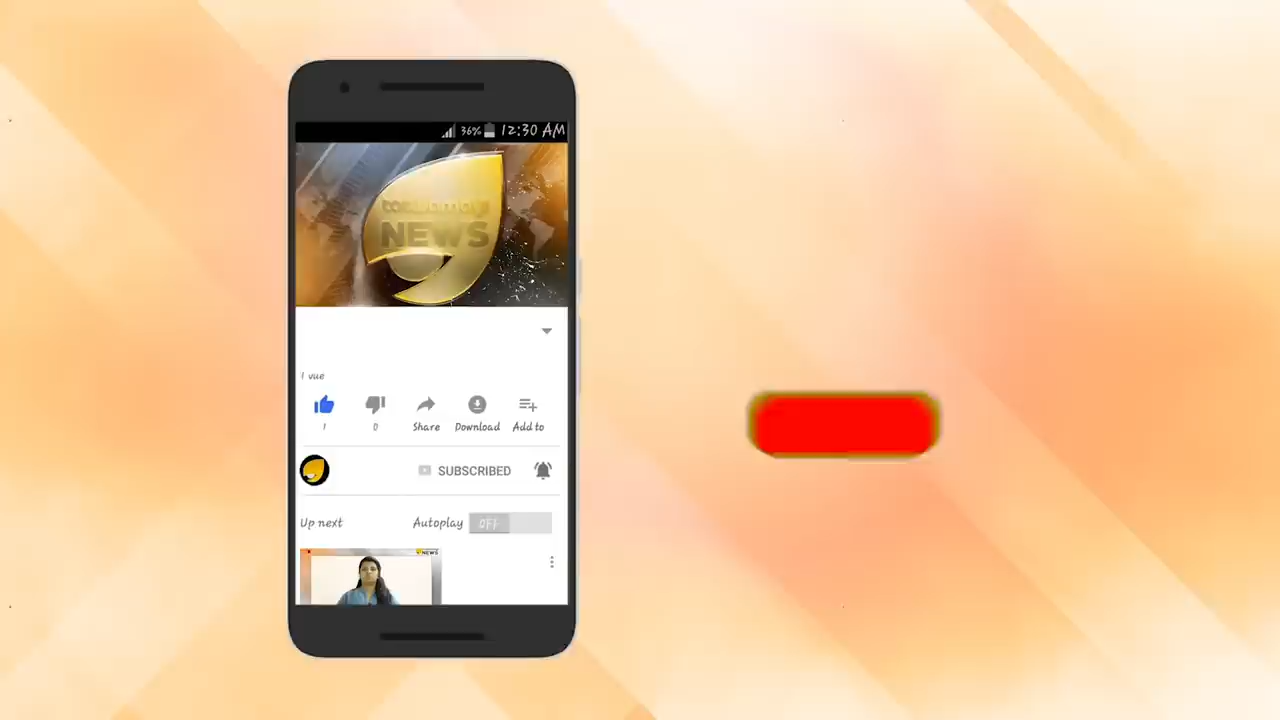 36% 12:30 AM
NEWS
1 vue
1 0 Share Download Add to
SUBSCRIBED
Up next Autoplay OFF
NEWS